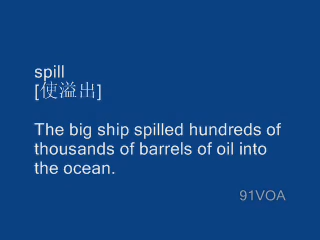 spill
[使溢出]
The big ship spilled hundreds of
thousands of barrels of oil into
the ocean.
91VOA